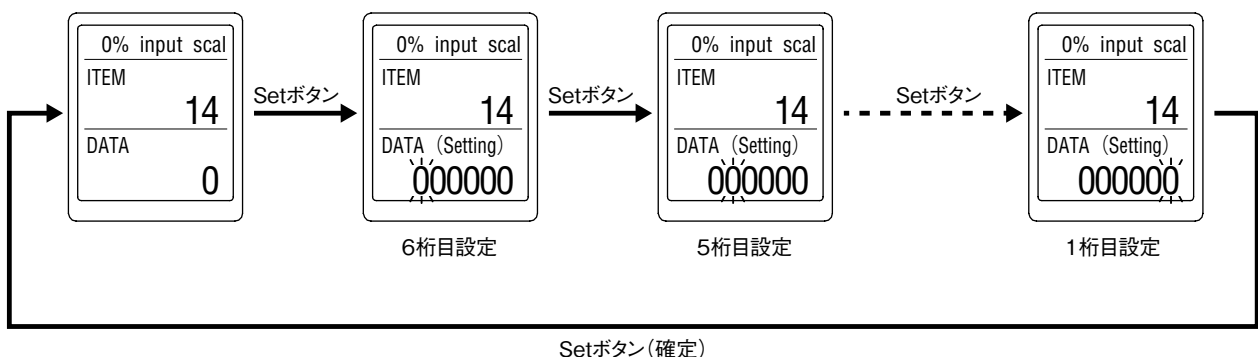 0% input scal
ITEM
14
DATA
0
Setボタン
0% input scal
ITEM
14
DATA（Setting）
000000
6桁目設定
Setボタン
0% input scal
ITEM
14
DATA（Setting）
000000
5桁目設定
Setボタン
0% input scal
ITEM
14
DATA（Setting）
000000
1桁目設定
Setボタン（確定）